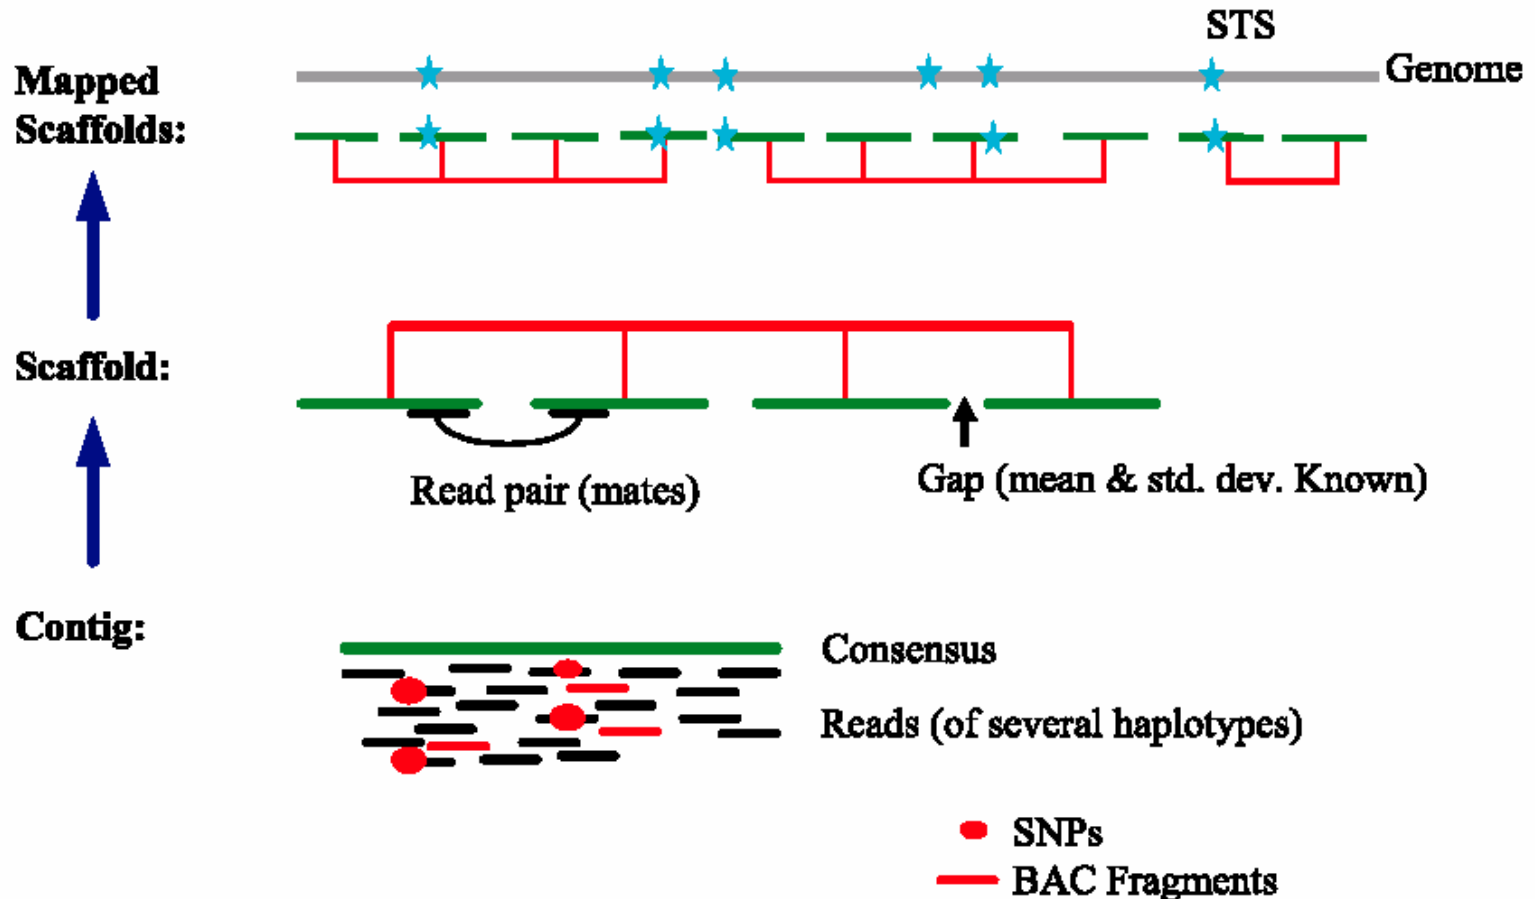 STS
Genome
Mapped
Scaffolds:
Scaffold:
Read pair (mates)
Gap (mean & std. dev. Known)
Contig:
Consensus
Reads (of several haplotypes)
SNPs
BAC Fragments